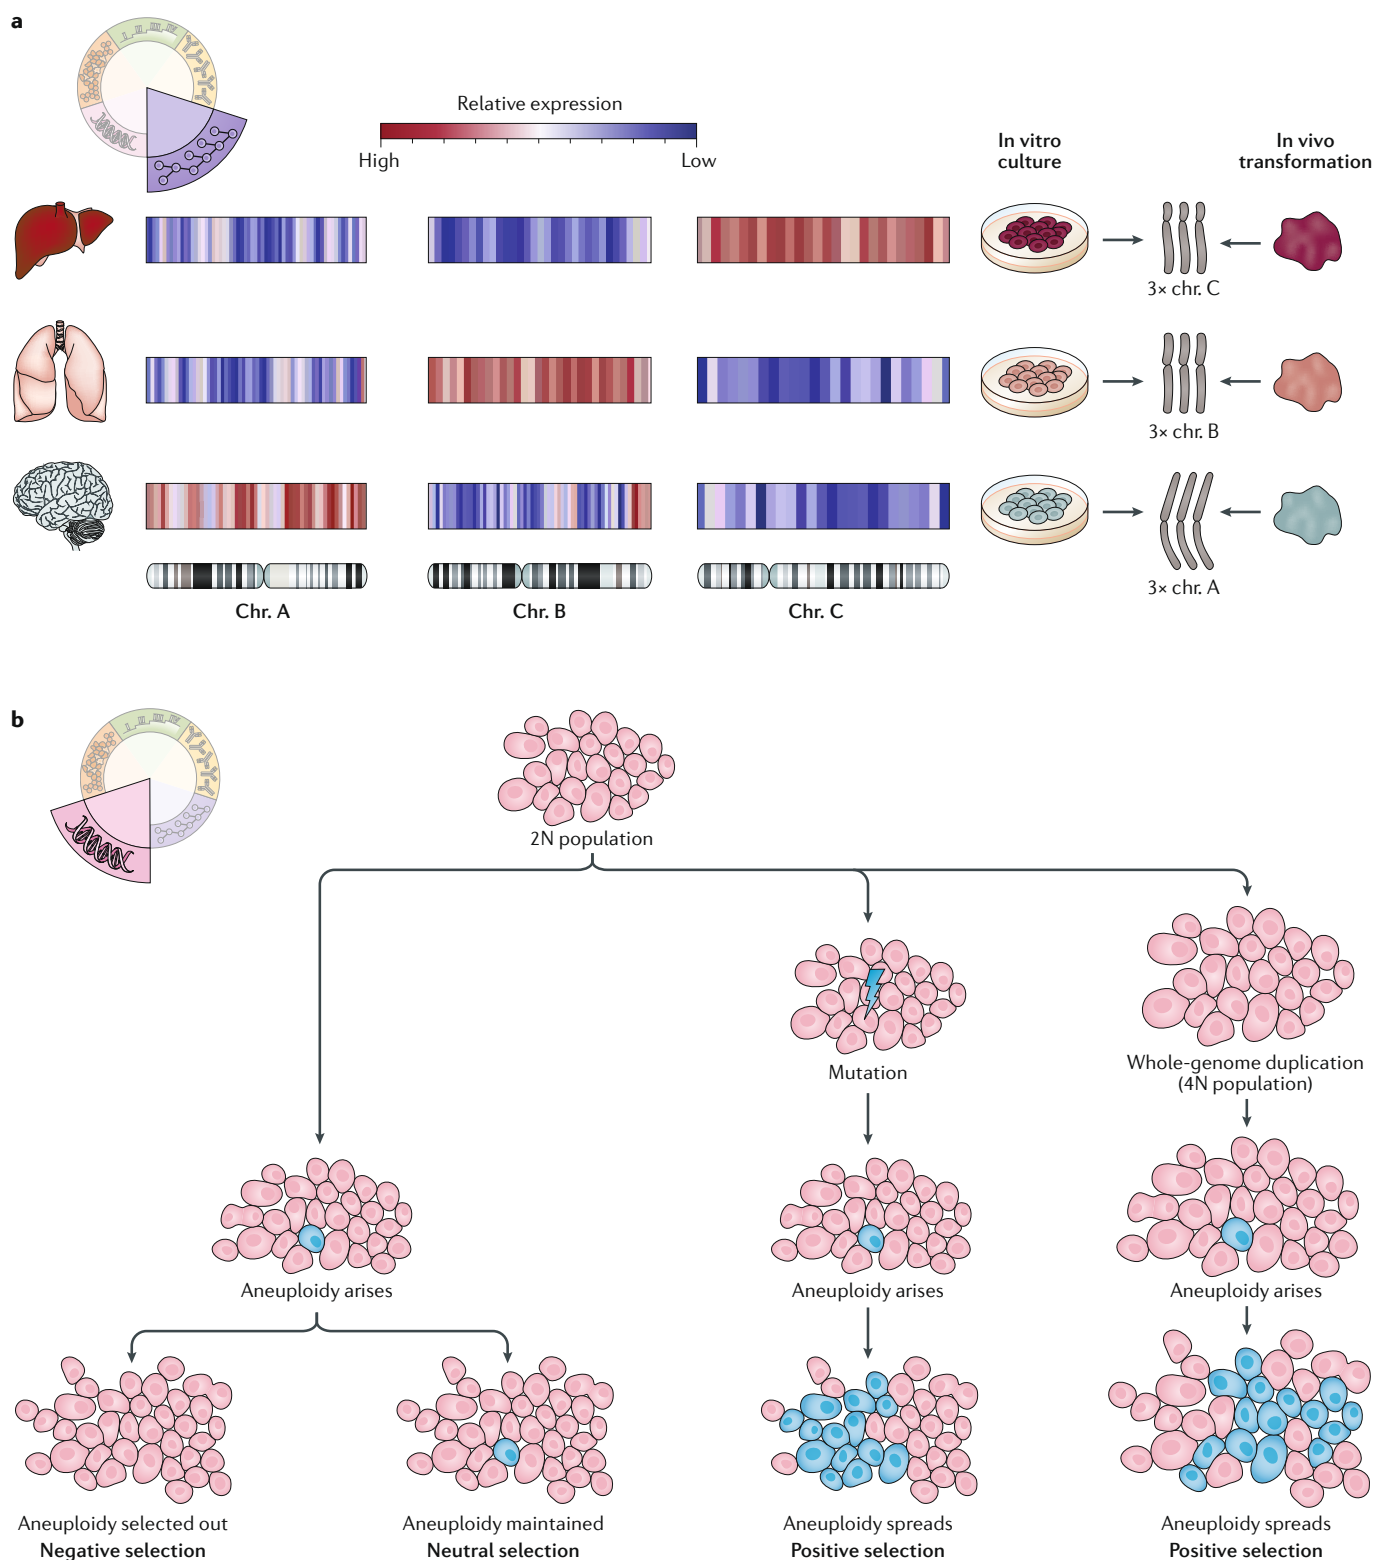 a
Relative expression
High
Low
In vitro
culture
In vivo
transformation
3× chr. C
3× chr. B
3× chr. A
Chr. A
Chr. B
Chr. C
b
2N population
Mutation
Whole-genome duplication
(4N population)
Aneuploidy arises
Aneuploidy arises
Aneuploidy arises
Aneuploidy selected out
Negative selection
Aneuploidy maintained
Neutral selection
Aneuploidy spreads
Positive selection
Aneuploidy spreads
Positive selection